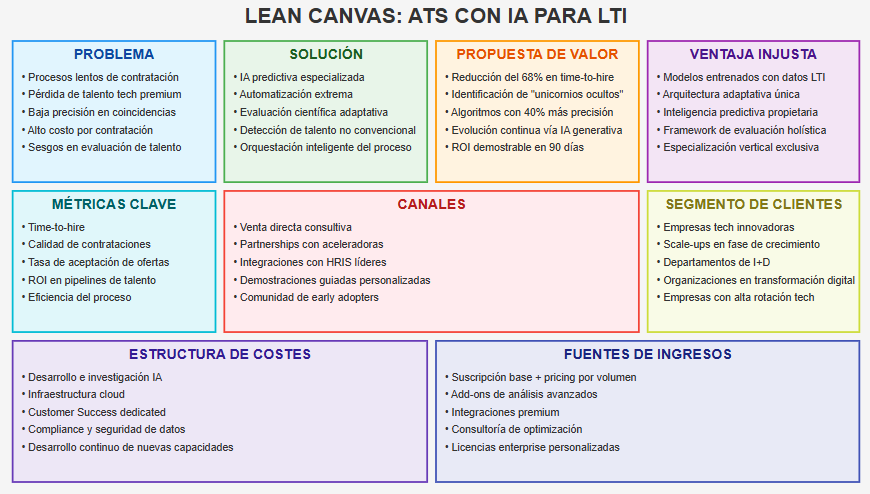 LEAN CANVAS: ATS CON IA PARA LTI
PROBLEMA
• Procesos lentos de contratación
• Pérdida de talento tech premium
• Baja precisión en coincidencias
• Alto costo por contratación
• Sesgos en evaluación de talento
SOLUCIÓN
• IA predictiva especializada
• Automatización extrema
• Evaluación científica adaptativa
• Detección de talento no convencional
• Orquestación inteligente del proceso
PROPUESTA DE VALOR
• Reducción del 68% en time-to-hire
• Identificación de "unicornios ocultos"
• Algoritmos con 40% más precisión
• Evolución continua vía IA generativa
• ROI demostrable en 90 días
VENTAJA INJUSTA
• Modelos entrenados con datos LTI
• Arquitectura adaptativa única
• Inteligencia predictiva propietaria
• Framework de evaluación holística
• Especialización vertical exclusiva
MÉTRICAS CLAVE
• Time-to-hire
• Calidad de contrataciones
• Tasa de aceptación de ofertas
• ROI en pipelines de talento
• Eficiencia del proceso
CANALES
• Venta directa consultiva
• Partnerships con aceleradoras
• Integraciones con HRIS líderes
• Demostraciones guiadas personalizadas
• Comunidad de early adopters
SEGMENTO DE CLIENTES
• Empresas tech innovadoras
• Scale-ups en fase de crecimiento
• Departamentos de I+D
• Organizaciones en transformación digital
• Empresas con alta rotación tech
ESTRUCTURA DE COSTES
• Desarrollo e investigación IA
• Infraestructura cloud
• Customer Success dedicated
• Compliance y seguridad de datos
• Desarrollo continuo de nuevas capacidades
FUENTES DE INGRESOS
• Suscripción base + pricing por volumen
• Add-ons de análisis avanzados
• Integraciones premium
• Consultoría de optimización
• Licencias enterprise personalizadas